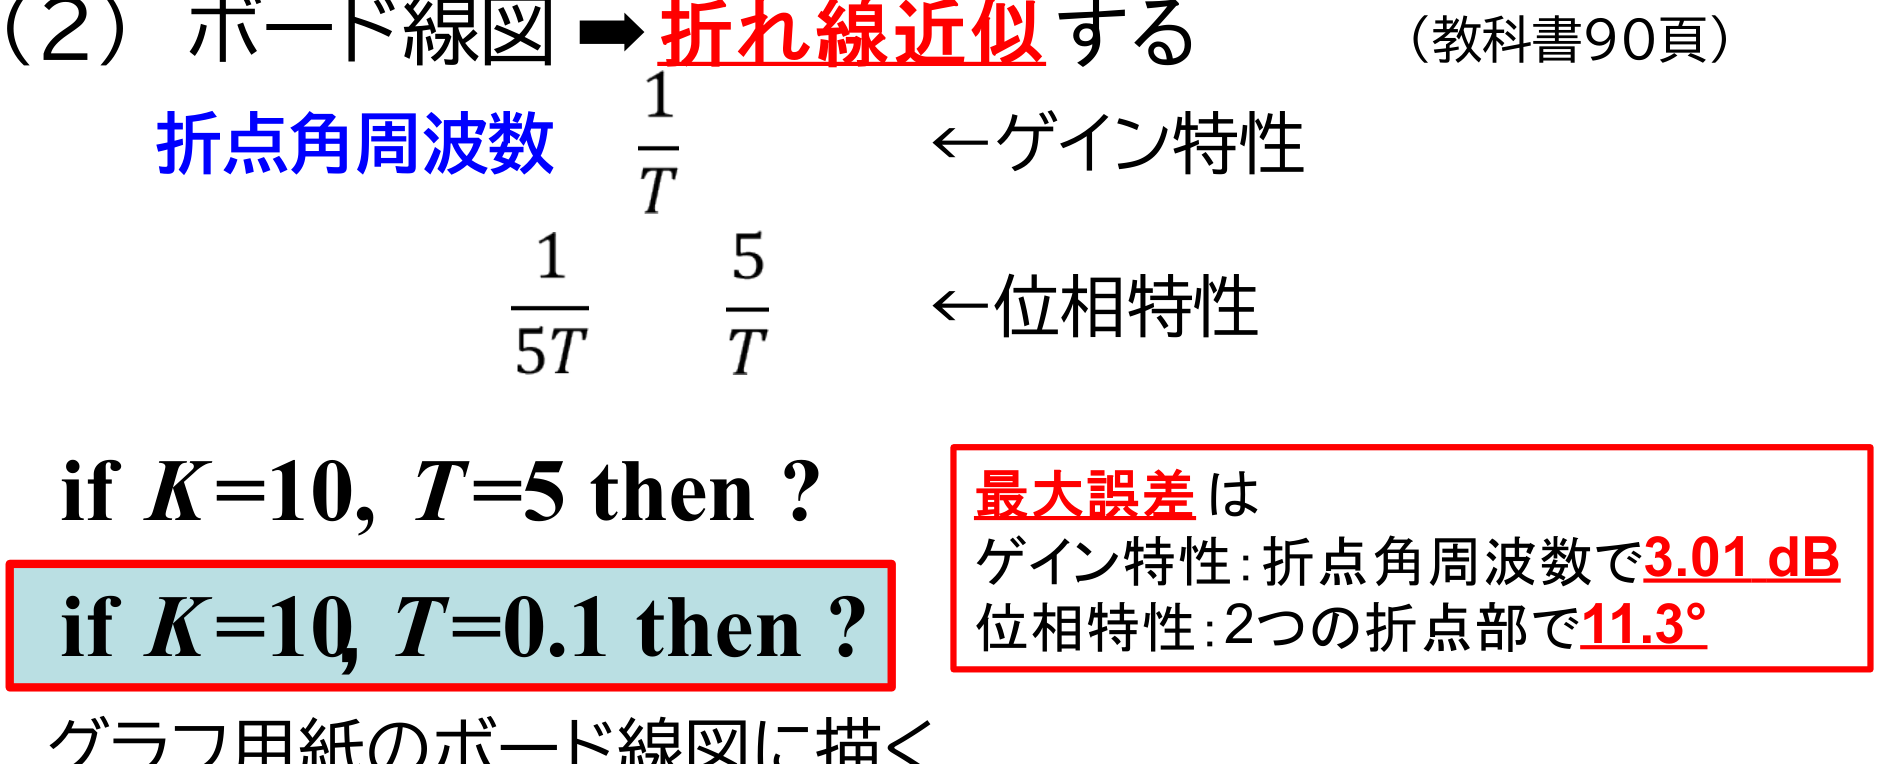 （２） ボード線図 ➡折れ線近似する （教科書90頁）
折点角周波数 1/T ←ゲイン特性
1/5T 5/T ←位相特性
if K=10, T=5 then ?
if K=10, T=0.1 then ?
最大誤差は
ゲイン特性：折点角周波数で3.01 dB
位相特性：2つの折点部で11.3°
グラフ用紙のボード線図に描く